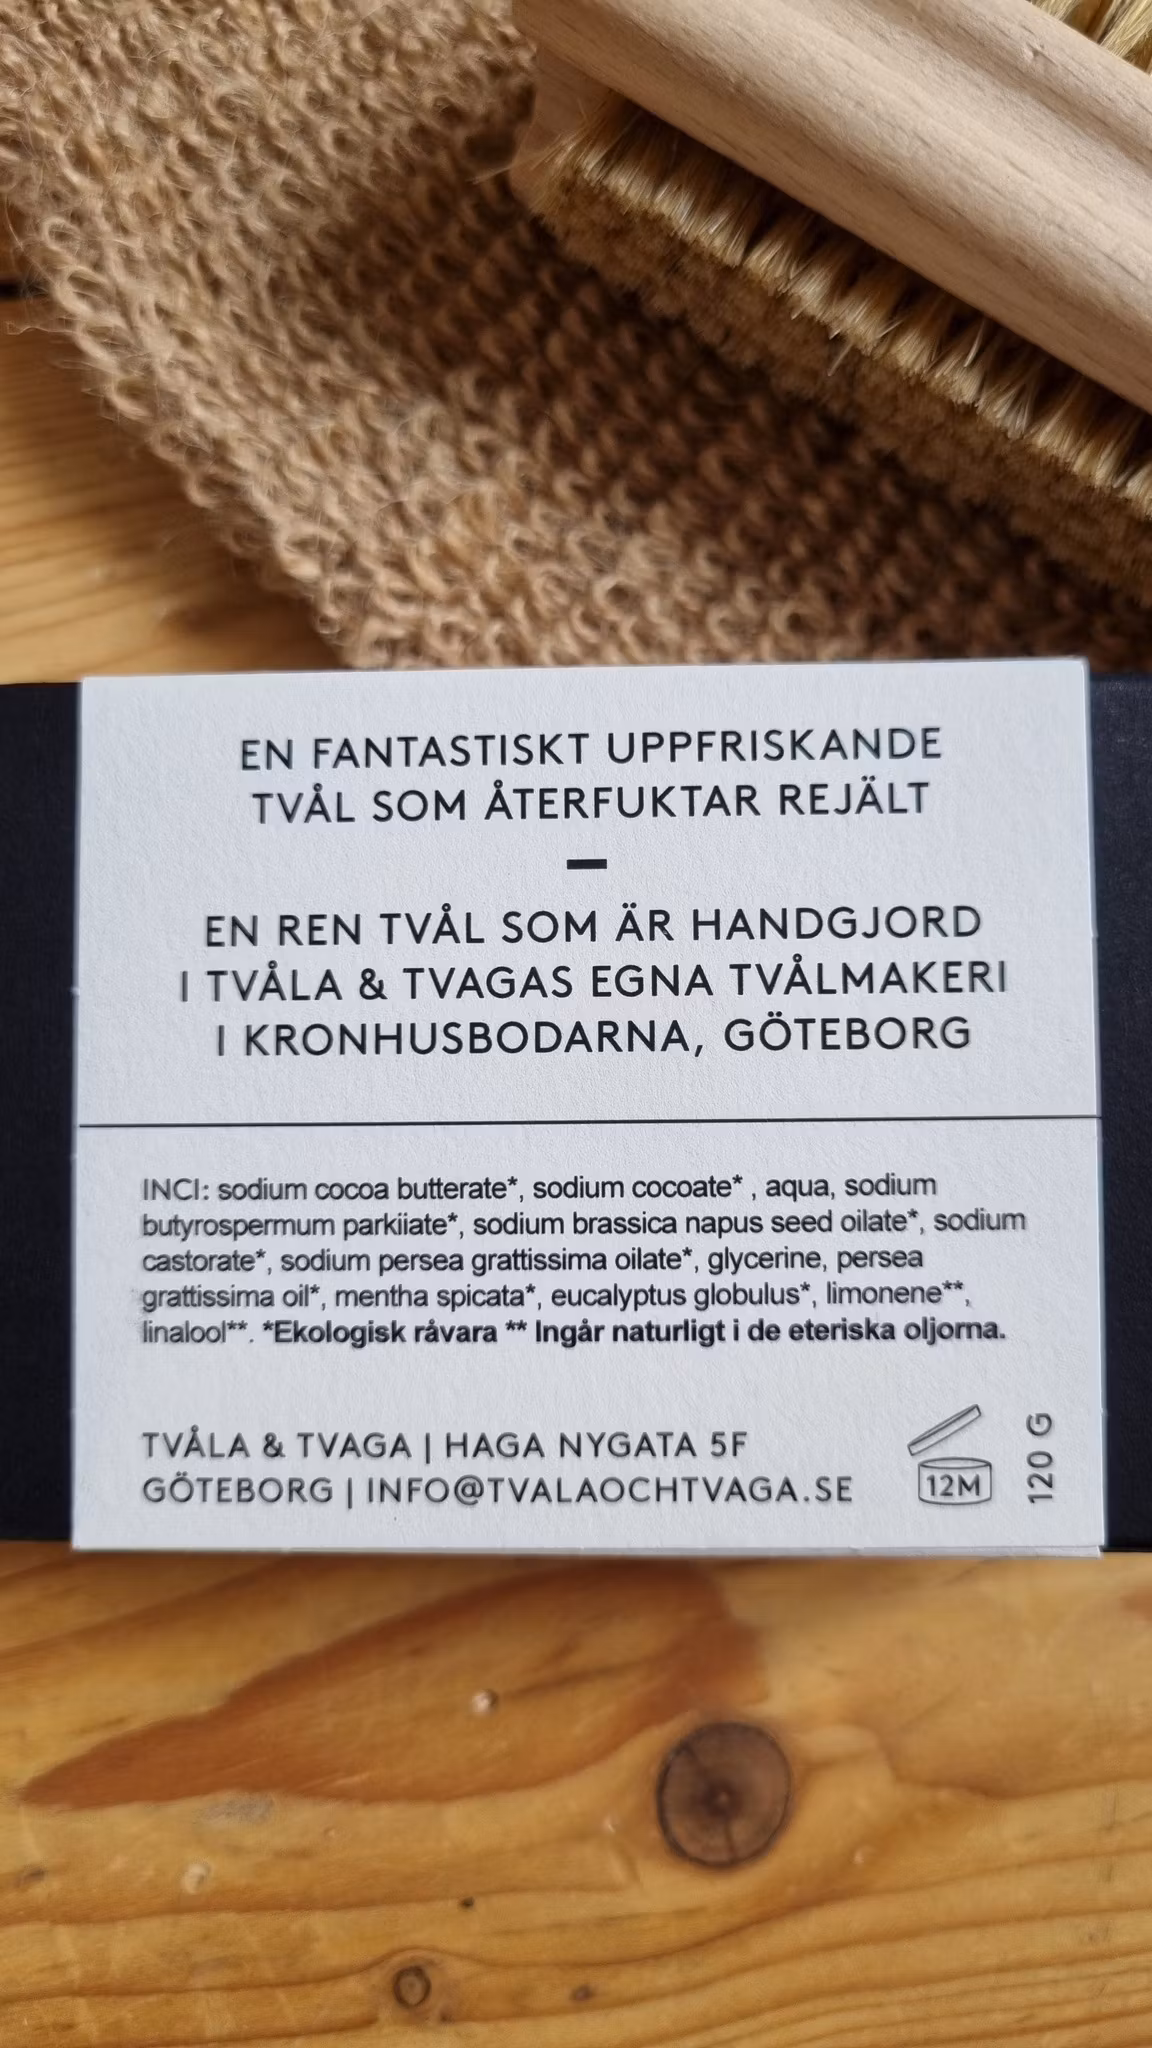 EN FANTASTISKT UPPFRISKANDE
TVÅL SOM ÅTERFUKTAR REJÄLT
EN REN TVÅL SOM ÄR HANDGJORD
I TVÅLA & TVAGAS EGNA TVÅLMAKERI
I KRONHUSBODARNA, GÖTEBORG
INCI: sodium cocoa butterate*, sodium cocoate* , aqua, sodium
butyrospermum parkiiate*, sodium brassica napus seed oilate*, sodium
castorate*, sodium persea grattissima oilate*, glycerine, persea
grattissima oil*, mentha spicata*, eucalyptus globulus*, limonene**,
linalool**. *Ekologisk råvara ** Ingår naturligt i de eteriska oljorna.
TVÅLA & TVAGA | HAGA NYGATA 5F
GÖTEBORG | INFO@TVALAOCHTVAGA.SE
12M
120 G